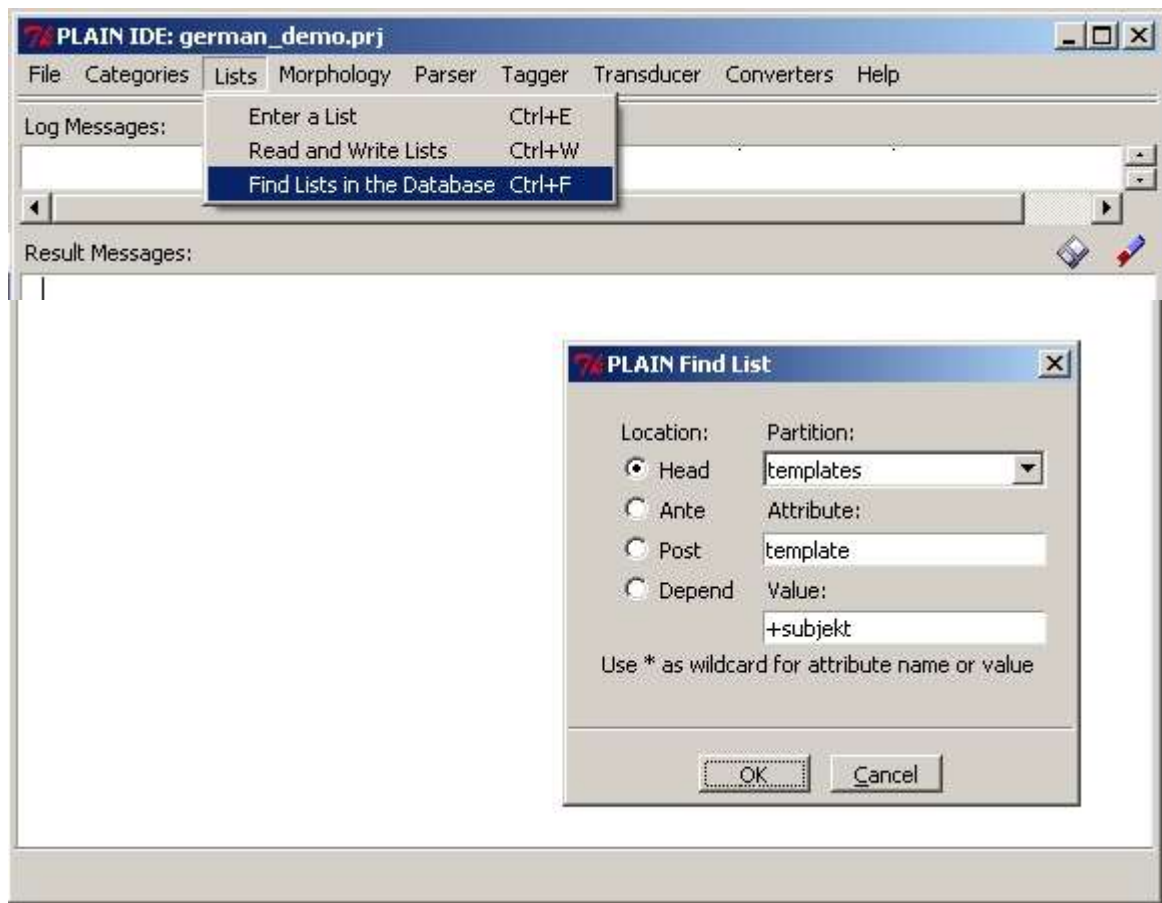 PLAIN IDE: german_demo.prj
File Categories Lists Morphology Parser Tagger Transducer Converters Help
Log Messages:
Enter a List Ctrl+E
Read and Write Lists Ctrl+W
Find Lists in the Database Ctrl+F
Result Messages:
PLAIN Find List
Location: Partition:
Head templates
Ante Attribute:
Post template
Depend Value:
+subjekt
Use * as wildcard for attribute name or value
OK Cancel